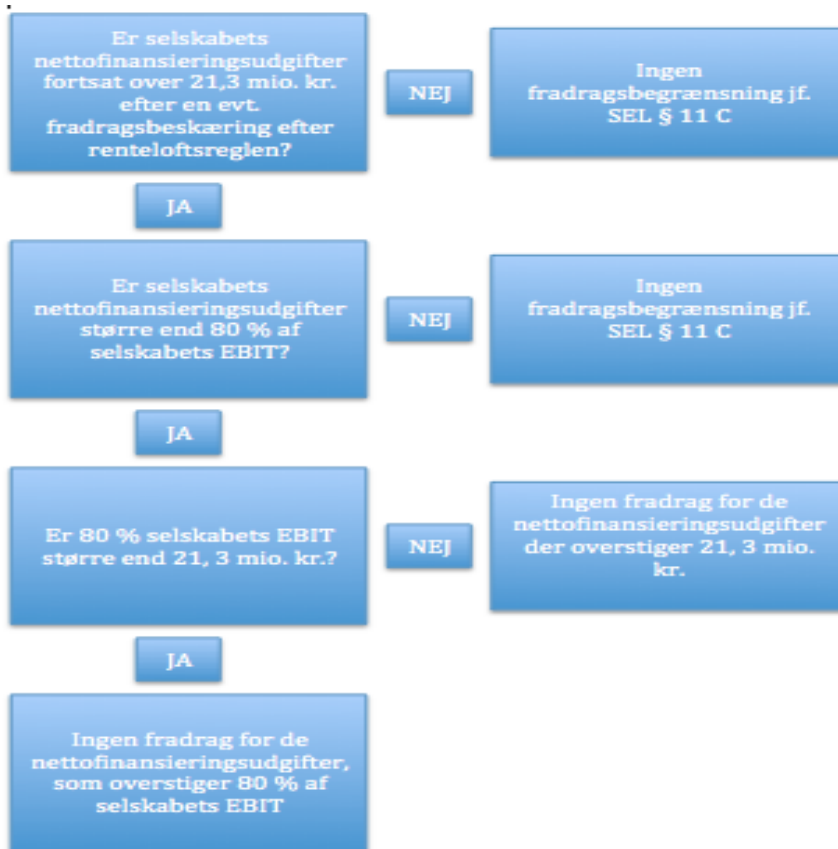 .
Er selskabets
nettofinansieringsudgifter
fortsat over 21,3 mio. kr.
efter en evt.
fradragsbeskæring efter
renteloftsreglen?
NEJ
Ingen
fradragsbegrænsning jf.
SEL § 11 C
JA
Er selskabets
nettofinansieringsudgifter
større end 80 % af
selskabets EBIT?
NEJ
Ingen
fradragsbegrænsning jf.
SEL § 11 C
JA
Er 80 % selskabets EBIT
større end 21, 3 mio. kr.?
NEJ
Ingen fradrag for de
nettofinansieringsudgifter
der overstiger 21, 3 mio.
kr.
JA
Ingen fradrag for de
nettofinansieringsudgifter,
som overstiger 80 % af
selskabets EBIT